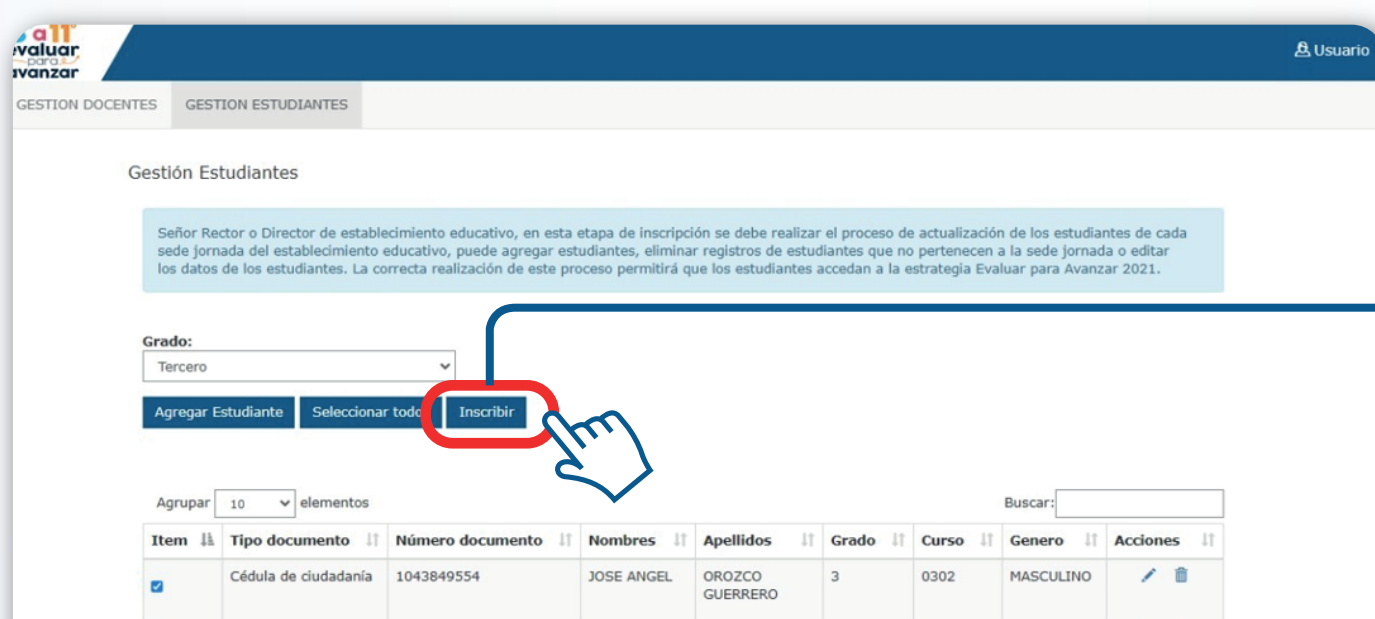 a 11°
evaluar
para
avanzar
Usuario
GESTION DOCENTES
GESTION ESTUDIANTES
Gestión Estudiantes
Señor Rector o Director de establecimiento educativo, en esta etapa de inscripción se debe realizar el proceso de actualización de los estudiantes de cada
sede jornada del establecimiento educativo, puede agregar estudiantes, eliminar registros de estudiantes que no pertenecen a la sede jornada o editar
los datos de los estudiantes. La correcta realización de este proceso permitirá que los estudiantes accedan a la estrategia Evaluar para Avanzar 2021.
Grado:
Tercero
Agregar Estudiante Seleccionar todo Inscribir
Agrupar 10 elementos Buscar:
Item Tipo documento Número documento Nombres Apellidos Grado Curso Genero Acciones
Cédula de ciudadanía 1043849554 JOSE ANGEL OROZCO 3 0302 MASCULINO
GUERRERO